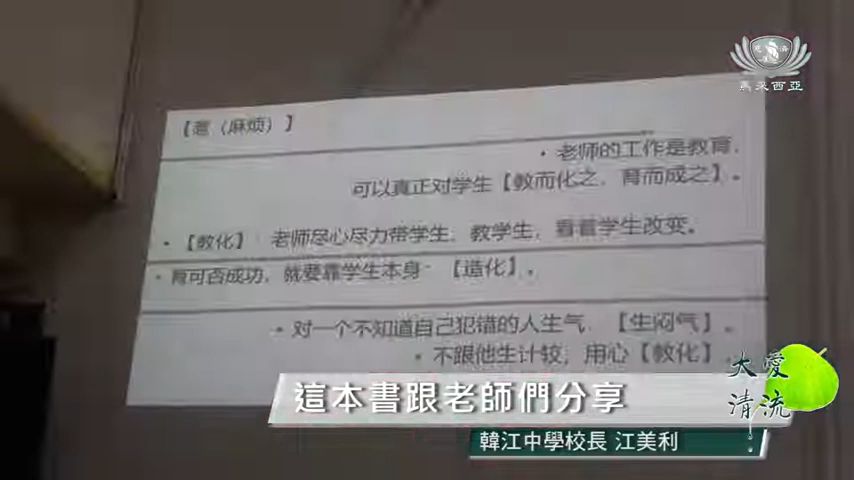 馬來西亞
【惹（麻烦）】
• 老师的工作是教育，
可以真正对学生【教而化之，育而成之】。
• 【教化】 老师尽心尽力带学生，教学生，看着学生改变。
• 育可否成功，就要靠学生本身 【造化】。
• 对一个不知道自己犯错的人生气，【生闷气】。
• 不跟他生计较，用心【教化】。
大愛
清流
這本書跟老師們分享
韓江中學校長 江美利